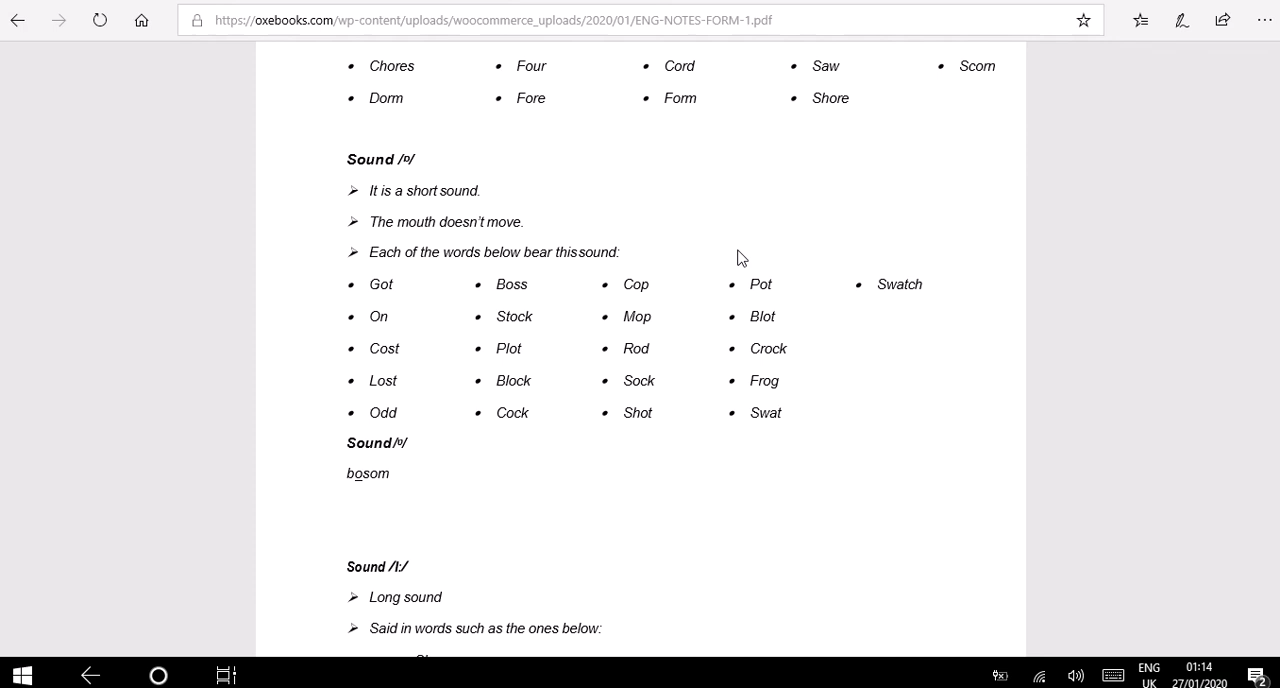 https://oxebooks.com/wp-content/uploads/woocommerce_uploads/2020/01/ENG-NOTES-FORM-1.pdf
• Chores • Four • Cord • Saw • Scorn
• Dorm • Fore • Form • Shore
Sound /ɒ/
➢ It is a short sound.
➢ The mouth doesn't move.
➢ Each of the words below bear thissound:
• Got • Boss • Cop • Pot • Swatch
• On • Stock • Mop • Blot
• Cost • Plot • Rod • Crock
• Lost • Block • Sock • Frog
• Odd • Cock • Shot • Swat
Sound/ʊ/
bosom
Sound /I:/
➢ Long sound
➢ Said in words such as the ones below:
ENG 01:14
UK 27/01/2020 2